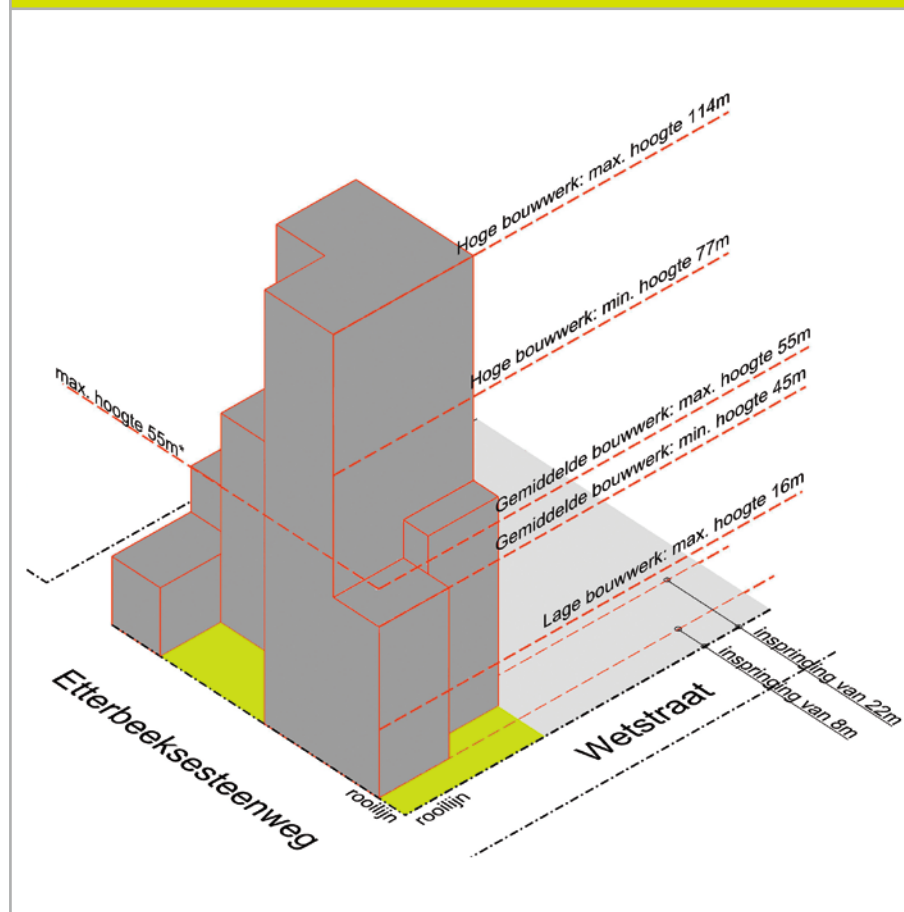 Hoge bouwwerk: max. hoogte 114m
Hoge bouwwerk: min. hoogte 77m
Gemiddelde bouwwerk: max. hoogte 55m
max. hoogte 55m*
Gemiddelde bouwwerk: min. hoogte 45m
Lage bouwwerk: max. hoogte 16m
inspringing van 22m
inspringing van 8m
Wetstraat
Etterbeeksesteenweg
rooilijn
rooilijn